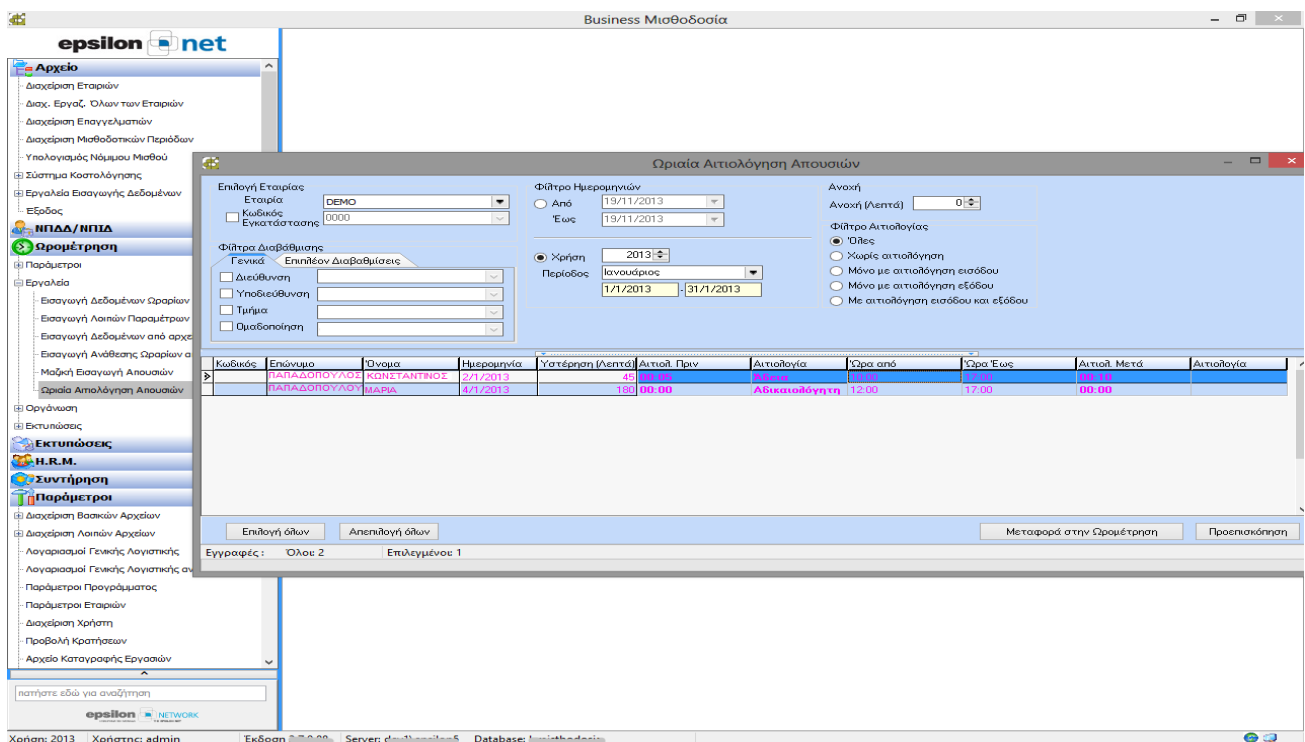 Business Μισθοδοσία
epsilon net
Αρχείο
Διαχείριση Εταιριών
Διαχ. Εργαζ. Όλων των Εταιριών
Διαχείριση Επαγγελματιών
Διαχείριση Μισθοδοτικών Περιόδων
Υπολογισμός Νόμιμου Μισθού
Σύστημα Κοστολόγησης
Εργαλεία Εισαγωγής Δεδομένων
Έξοδος
ΝΠΔΔ/ΝΠΙΔ
Ωρομέτρηση
Παράμετροι
Εργαλεία
Εισαγωγή Δεδομένων Ωραρίων
Εισαγωγή Λοιπών Παραμέτρων
Εισαγωγή Δεδομένων από αρχε
Εισαγωγή Ανάθεσης Ωραρίων α
Μαζική Εισαγωγή Απουσιών
Ωριαία Αιτιολόγηση Απουσιών
Οργάνωση
Εκτυπώσεις
Εκτυπώσεις
H.R.M.
Συντήρηση
Παράμετροι
Διαχείριση Βασικών Αρχείων
Διαχείριση Λοιπών Αρχείων
Λογαριασμοί Γενικής Λογιστικής
Λογαριασμοί Γενικής Λογιστικής αν
Παράμετροι Προγράμματος
Παράμετροι Εταιριών
Διαχείριση Χρήστη
Προβολή Κρατήσεων
Αρχείο Καταγραφής Εργασιών
πατήστε εδώ για αναζήτηση
epsilon NETWORK
Ωριαία Αιτιολόγηση Απουσιών
Επιλογή Εταιρίας
Εταιρία DEMO
Κωδικός Εγκατάστασης 0000
Φίλτρα Διαβάθμισης
Γενικά Επιπλέον Διαβαθμίσεις
Διεύθυνση
Υποδιεύθυνση
Τμήμα
Ομαδοποίηση
Φίλτρο Ημερομηνιών
Από 19/11/2013
Έως 19/11/2013
Χρήση 2013
Περίοδος Ιανουάριος
1/1/2013 - 31/1/2013
Ανοχή
Ανοχή (Λεπτά) 0
Φίλτρο Αιτιολογίας
Όλες
Χωρίς αιτιολόγηση
Μόνο με αιτιολόγηση εισόδου
Μόνο με αιτιολόγηση εξόδου
Με αιτιολόγηση εισόδου και εξόδου
Κωδικός Επώνυμο Όνομα Ημερομηνία Υστέρηση (Λεπτά) Αιτιολ. Πριν Αιτιολογία Ώρα από Ώρα Έως Αιτιολ. Μετά Αιτιολογία
ΠΑΠΑΔΟΠΟΥΛΟΣ ΚΩΝΣΤΑΝΤΙΝΟΣ 2/1/2013 45 00:05 Άδεια 10:00 17:00 00:10
ΠΑΠΑΔΟΠΟΥΛΟΥ ΜΑΡΙΑ 4/1/2013 180 00:00 Αδικαιολόγητη 12:00 17:00 00:00
Επιλογή όλων Απεπιλογή όλων Μεταφορά στην Ωρομέτρηση Προεπισκόπηση
Εγγραφές : Όλοι: 2 Επιλεγμένοι: 1
Χρήση: 2013 Χρήστης: admin Έκδοση Server: Database: